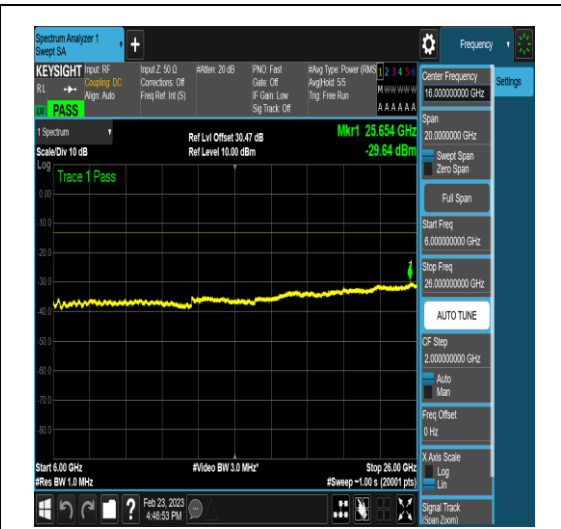 Spectrum Analyzer 1
Swept SA
Frequency
KEYSIGHT
RL
PASS
Input: RF
Coupling: DC
Align: Auto
Input Z: 50 Ω
Corrections: Off
Freq Ref: Int (S)
#Atten: 20 dB
PNO: Fast
Gate: Off
IF Gain: Low
Sig Track: Off
#Avg Type: Power (RMS
Avg|Hold: 5/5
Trig: Free Run
1 2 3 4 5 6
M W W W W W
A A A A A A
1 Spectrum
Scale/Div 10 dB
Ref Lvl Offset 30.47 dB
Ref Level 10.00 dBm
Mkr1 25.654 GHz
-29.64 dBm
Log
Trace 1 Pass
0.00
-10.0
-20.0
-30.0
-40.0
-50.0
-60.0
-70.0
-80.0
1
Start 6.00 GHz
#Res BW 1.0 MHz
#Video BW 3.0 MHz*
Stop 26.00 GHz
#Sweep ~1.00 s (20001 pts)
Feb 23, 2023
4:46:53 PM
?
Center Frequency
16.000000000 GHz
Settings
Span
20.0000000 GHz
Swept Span
Zero Span
Full Span
Start Freq
6.000000000 GHz
Stop Freq
26.000000000 GHz
AUTO TUNE
CF Step
2.000000000 GHz
Auto
Man
Freq Offset
0 Hz
X Axis Scale
Log
Lin
Signal Track
(Span Zoom)